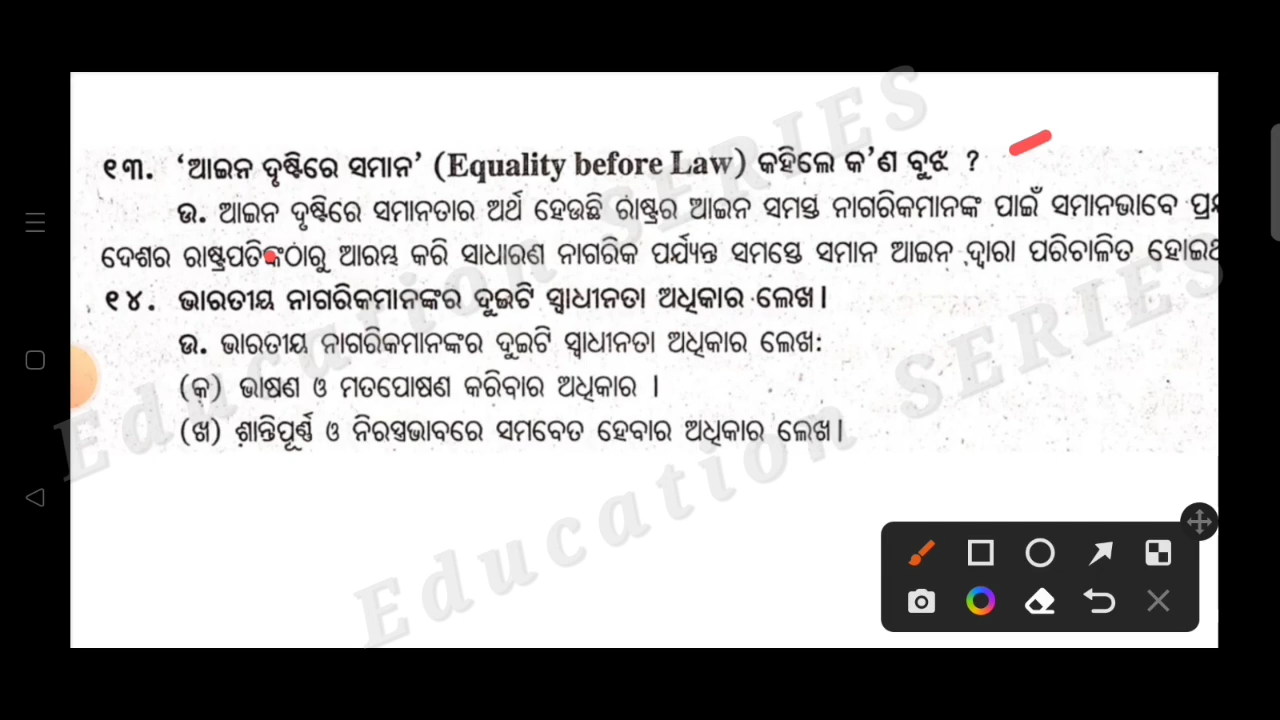 ୧୩. ‘ଆଇନ ଦୃଷ୍ଟିରେ ସମାନ’ (Equality before Law) କହିଲେ କ’ଣ ବୁଝ ?
ଉ. ଆଇନ ଦୃଷ୍ଟିରେ ସମାନତାର ଅର୍ଥ ହେଉଛି ରାଷ୍ଟ୍ରର ଆଇନ ସମସ୍ତ ନାଗରିକମାନଙ୍କ ପାଇଁ ସମାନଭାବେ
ଦେଶର ରାଷ୍ଟ୍ରପତିଙ୍କଠାରୁ ଆରମ୍ଭ କରି ସାଧାରଣ ନାଗରିକ ପର୍ଯ୍ୟନ୍ତ ସମସ୍ତେ ସମାନ ଆଇନ ଦ୍ୱାରା ପରିଚାଳିତ
୧୪. ଭାରତୀୟ ନାଗରିକମାନଙ୍କର ଦୁଇଟି ସ୍ୱାଧୀନତା ଅଧିକାର ଲେଖ।
ଉ. ଭାରତୀୟ ନାଗରିକମାନଙ୍କର ଦୁଇଟି ସ୍ୱାଧୀନତା ଅଧିକାର ଲେଖ:
(କ) ଭାଷଣ ଓ ମତପୋଷଣ କରିବାର ଅଧିକାର ।
(ଖ) ଶାନ୍ତିପୂର୍ଣ୍ଣ ଓ ନିରସ୍ତ୍ରଭାବରେ ସମବେତ ହେବାର ଅଧିକାର ଲେଖ।
Education SERIES
Education SERIES